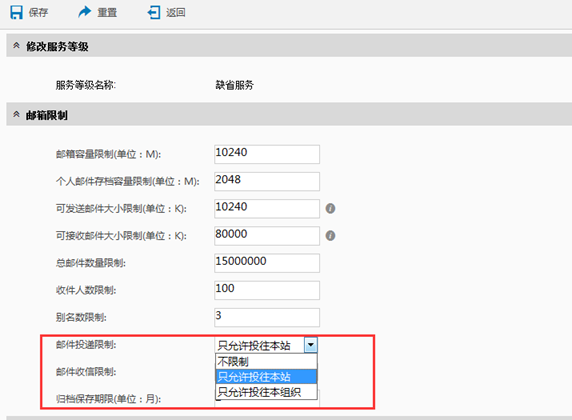 保存 重置 返回
修改服务等级
服务等级名称: 缺省服务
邮箱限制
邮箱容量限制(单位：M): 10240
个人邮件存档容量限制(单位：M): 2048
可发送邮件大小限制(单位：K): 10240
可接收邮件大小限制(单位：K): 80000
总邮件数量限制: 15000000
收件人数限制: 100
别名数限制: 3
邮件投递限制: 只允许投往本站
不限制
邮件收信限制: 只允许投往本站
归档保存期限(单位：月): 只允许投往本组织